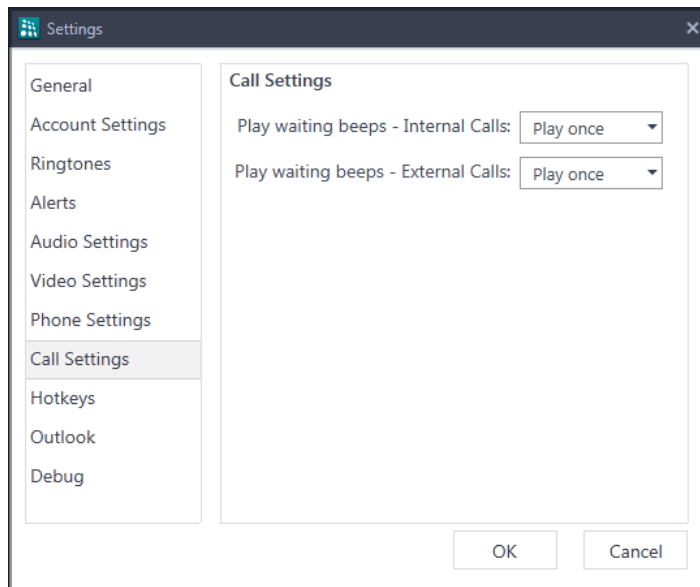 Settings
General
Account Settings
Ringtones
Alerts
Audio Settings
Video Settings
Phone Settings
Call Settings
Hotkeys
Outlook
Debug
Call Settings
Play waiting beeps - Internal Calls: Play once
Play waiting beeps - External Calls: Play once
OK Cancel